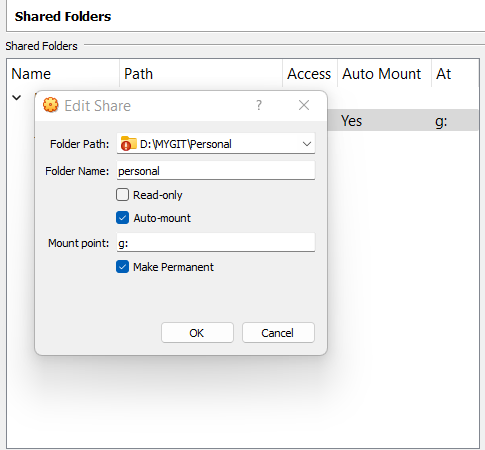 Shared Folders
Shared Folders
Name Path Access Auto Mount At
Edit Share ?
Yes g:
Folder Path: D:\MYGIT\Personal
Folder Name: personal
Read-only
Auto-mount
Mount point: g:
Make Permanent
OK Cancel